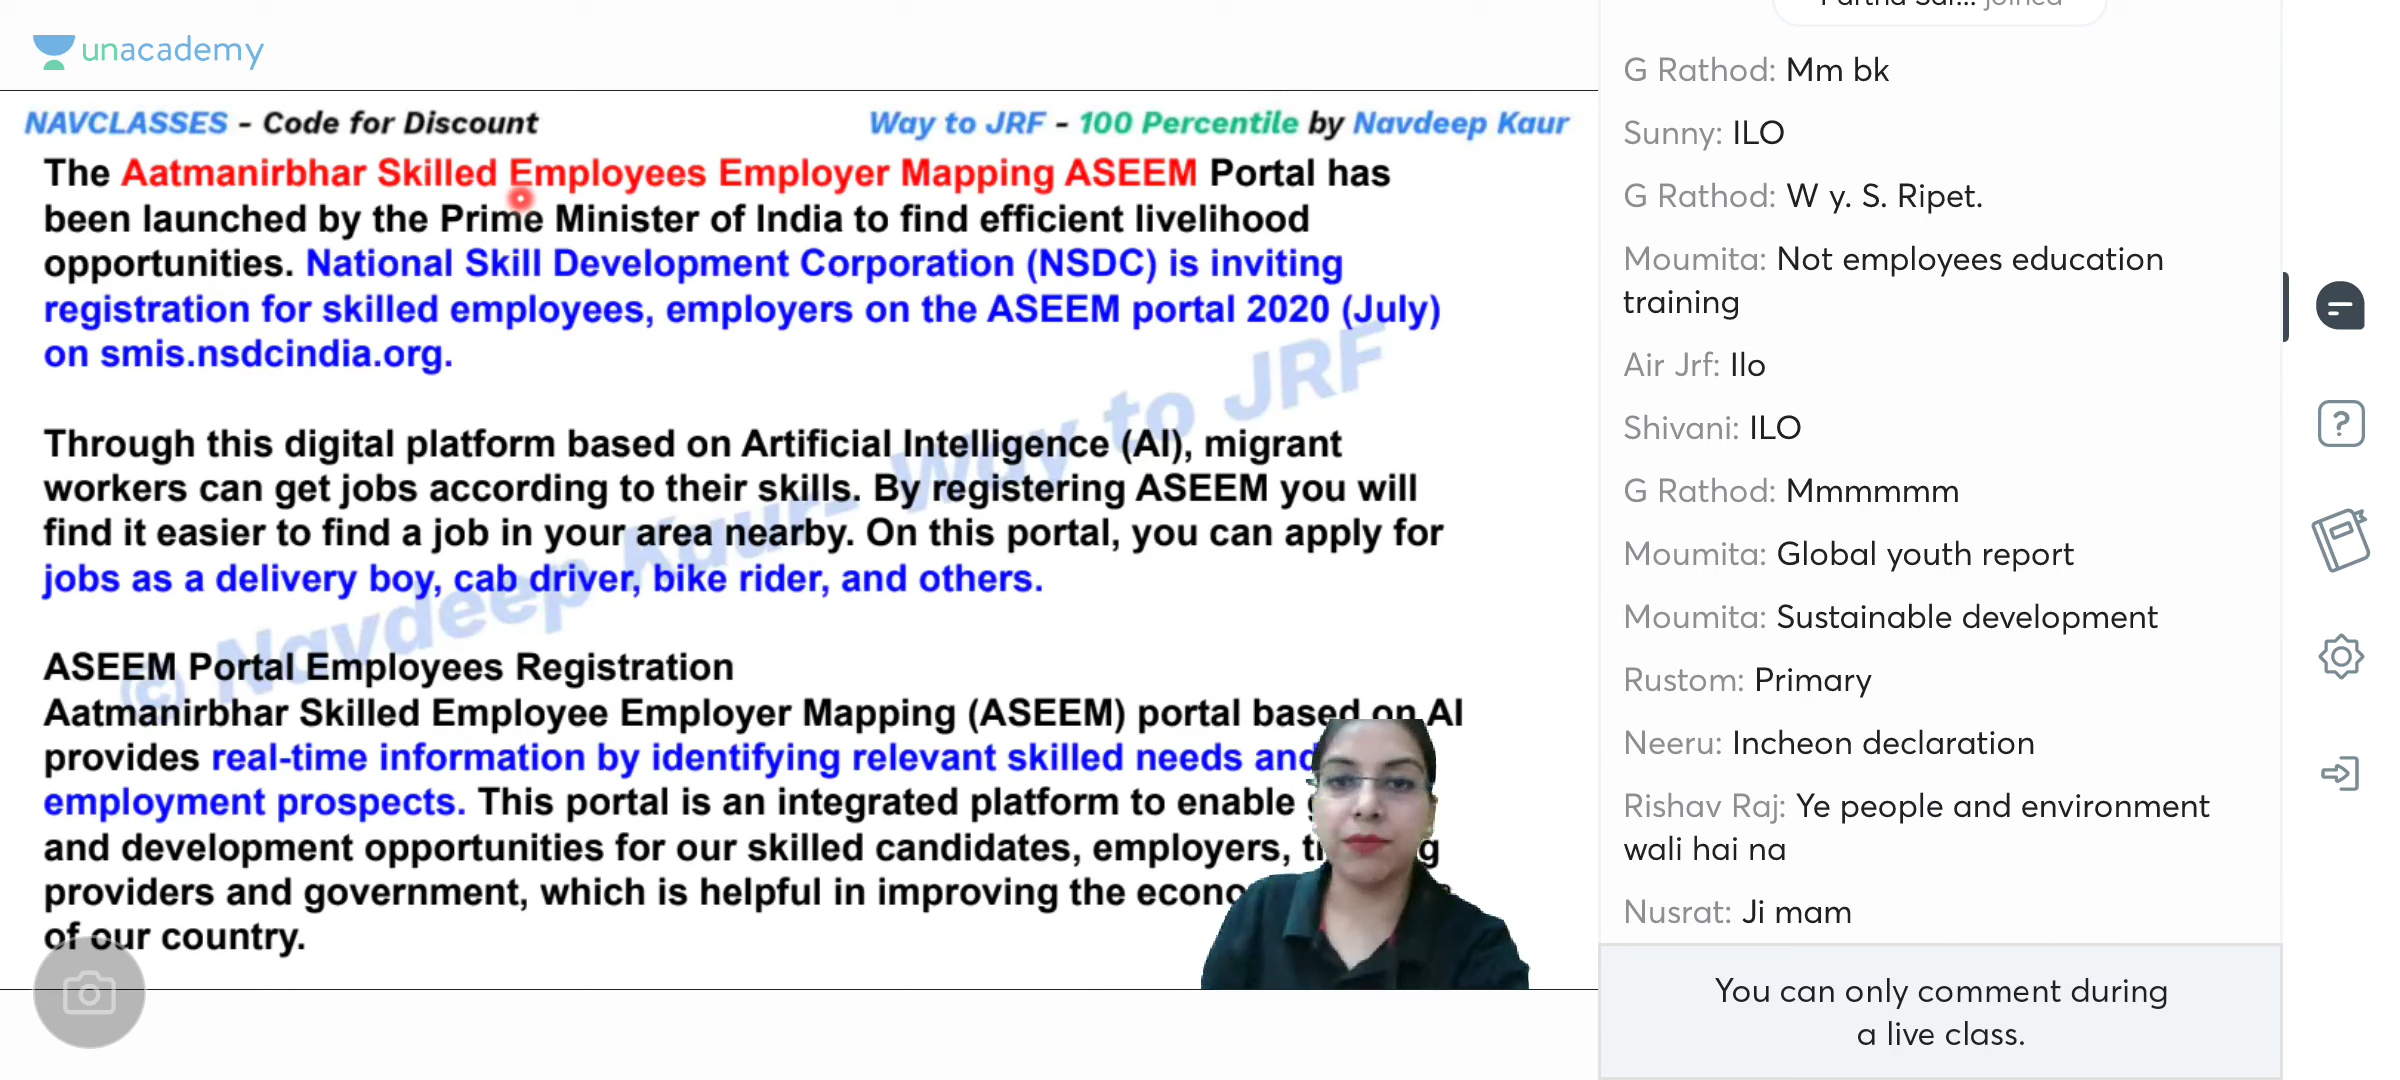 unacademy
NAVCLASSES - Code for Discount
Way to JRF - 100 Percentile by Navdeep Kaur
The Aatmanirbhar Skilled Employees Employer Mapping ASEEM Portal has
been launched by the Prime Minister of India to find efficient livelihood
opportunities. National Skill Development Corporation (NSDC) is inviting
registration for skilled employees, employers on the ASEEM portal 2020 (July)
on smis.nsdcindia.org.
Through this digital platform based on Artificial Intelligence (AI), migrant
workers can get jobs according to their skills. By registering ASEEM you will
find it easier to find a job in your area nearby. On this portal, you can apply for
jobs as a delivery boy, cab driver, bike rider, and others.
ASEEM Portal Employees Registration
Aatmanirbhar Skilled Employee Employer Mapping (ASEEM) portal based on AI
provides real-time information by identifying relevant skilled needs and
employment prospects. This portal is an integrated platform to enable
and development opportunities for our skilled candidates, employers,
providers and government, which is helpful in improving the
of our country.
© Navdeep Kaur- Way to JRF
joined
G Rathod: Mm bk
Sunny: ILO
G Rathod: W y. S. Ripet.
Moumita: Not employees education
training
Air Jrf: Ilo
Shivani: ILO
G Rathod: Mmmmmm
Moumita: Global youth report
Moumita: Sustainable development
Rustom: Primary
Neeru: Incheon declaration
Rishav Raj: Ye people and environment
wali hai na
Nusrat: Ji mam
You can only comment during
a live class.